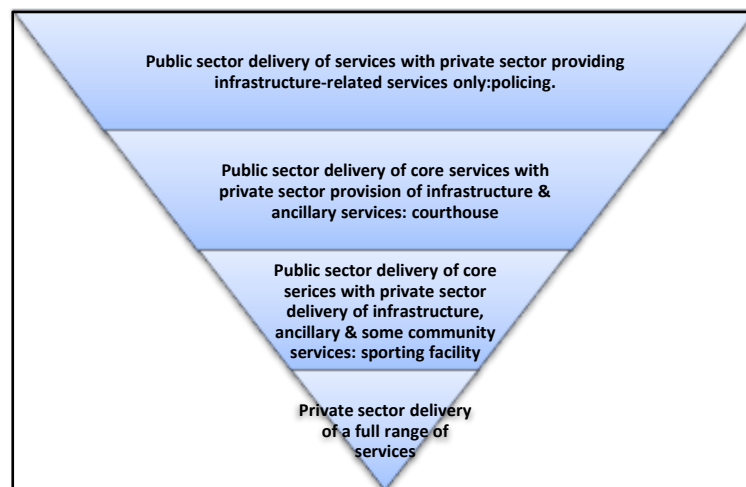 Public sector delivery of services with private sector providing
infrastructure-related services only:policing.
Public sector delivery of core services with
private sector provision of infrastructure &
ancillary services: courthouse
Public sector delivery of core
serices with private sector
delivery of infrastructure,
ancillary & some community
services: sporting facility
Private sector delivery
of a full range of
services